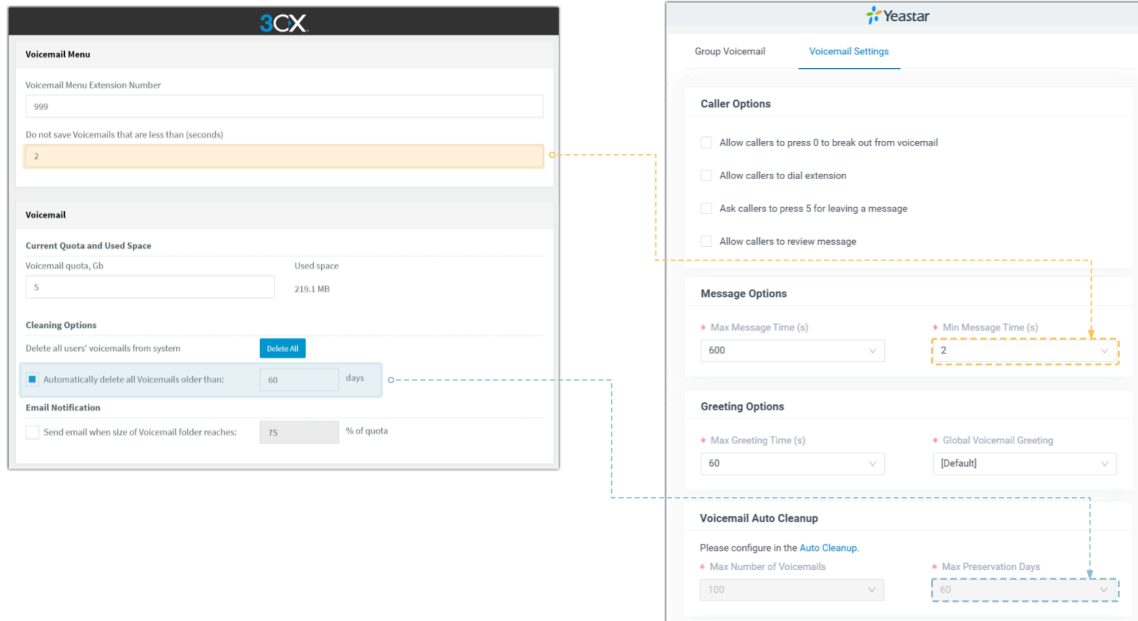 3CX
Voicemail Menu
Voicemail Menu Extension Number
999
Do not save Voicemails that are less than (seconds)
2
Voicemail
Current Quota and Used Space
Voicemail quota, Gb Used space
5 219.1 MB
Cleaning Options
Delete all users' voicemails from system Delete All
Automatically delete all Voicemails older than: 60 days
Email Notification
Send email when size of Voicemail folder reaches: 75 % of quota
Yeastar
Group Voicemail Voicemail Settings
Caller Options
Allow callers to press 0 to break out from voicemail
Allow callers to dial extension
Ask callers to press 5 for leaving a message
Allow callers to review message
Message Options
* Max Message Time (s) * Min Message Time (s)
600 2
Greeting Options
* Max Greeting Time (s) * Global Voicemail Greeting
60 [Default]
Voicemail Auto Cleanup
Please configure in the Auto Cleanup.
* Max Number of Voicemails * Max Preservation Days
100 60